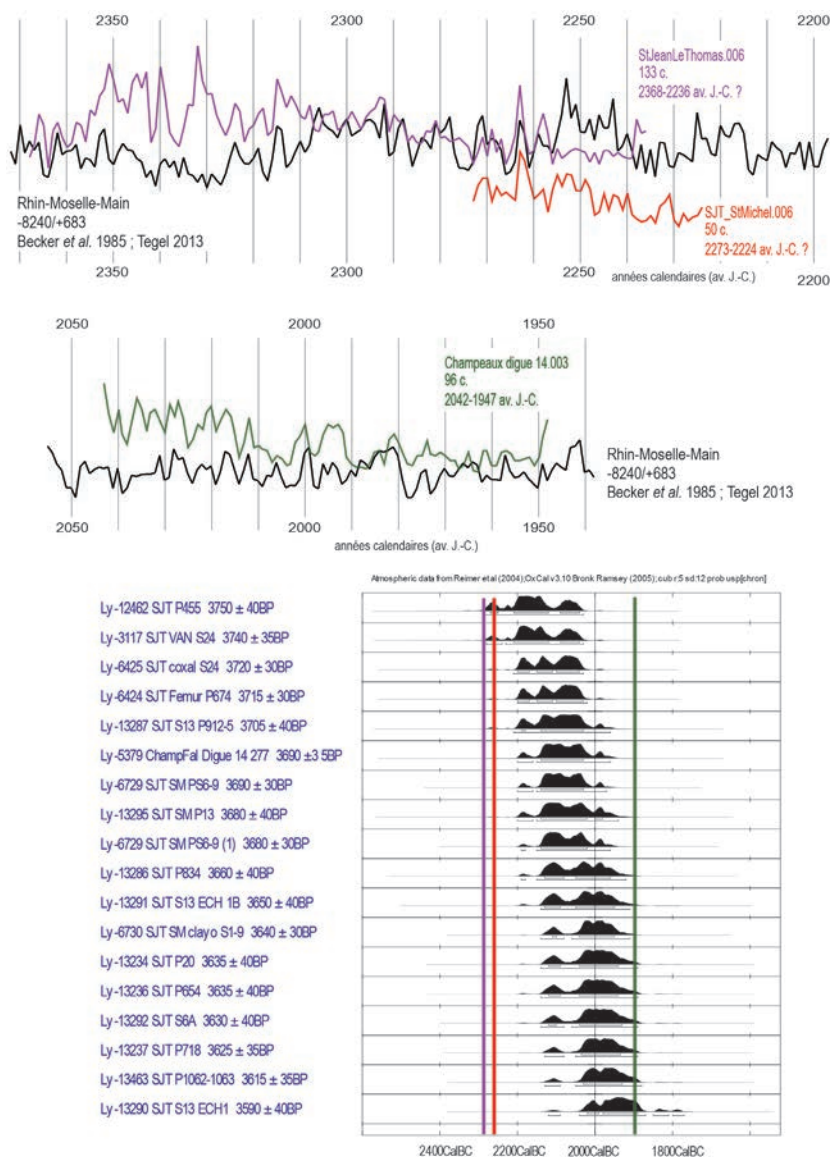 2350
2300
2250
2200
StJeanLeThomas.006
133 c.
2368-2236 av. J.-C. ?
Rhin-Moselle-Main
-8240/+683
Becker et al. 1985 ; Tegel 2013
SJT_StMichel.006
50 c.
2273-2224 av. J.-C. ?
2350
2300
2250
années calendaires (av. J.-C.)
2200
2050
2000
1950
Champeaux digue 14.003
96 c.
2042-1947 av. J.-C.
Rhin-Moselle-Main
-8240/+683
Becker et al. 1985 ; Tegel 2013
2050
2000
1950
années calendaires (av. J.-C.)
Atmospheric data from Reimer et al (2004);OxCal v3.10 Bronk Ramsey (2005); cub r:5 sd:12 prob usp[chron]
Ly-12462 SJT P455 3750 ± 40BP
Ly-3117 SJT VAN S24 3740 ± 35BP
Ly-6425 SJT coxal S24 3720 ± 30BP
Ly-6424 SJT Femur P674 3715 ± 30BP
Ly-13287 SJT S13 P912-5 3705 ± 40BP
Ly-5379 ChampFal Digue 14 277 3690 ±3 5BP
Ly-6729 SJT SM PS6-9 3690 ± 30BP
Ly-13295 SJT SM P13 3680 ± 40BP
Ly-6729 SJT SM PS6-9 (1) 3680 ± 30BP
Ly-13286 SJT P834 3660 ± 40BP
Ly-13291 SJT S13 ECH 1B 3650 ± 40BP
Ly-6730 SJT SM clayo S1-9 3640 ± 30BP
Ly-13234 SJT P20 3635 ± 40BP
Ly-13236 SJT P654 3635 ± 40BP
Ly-13292 SJT S6A 3630 ± 40BP
Ly-13237 SJT P718 3625 ± 35BP
Ly-13463 SJT P1062-1063 3615 ± 35BP
Ly-13290 SJT S13 ECH1 3590 ± 40BP
2400CalBC
2200CalBC
2000CalBC
1800CalBC